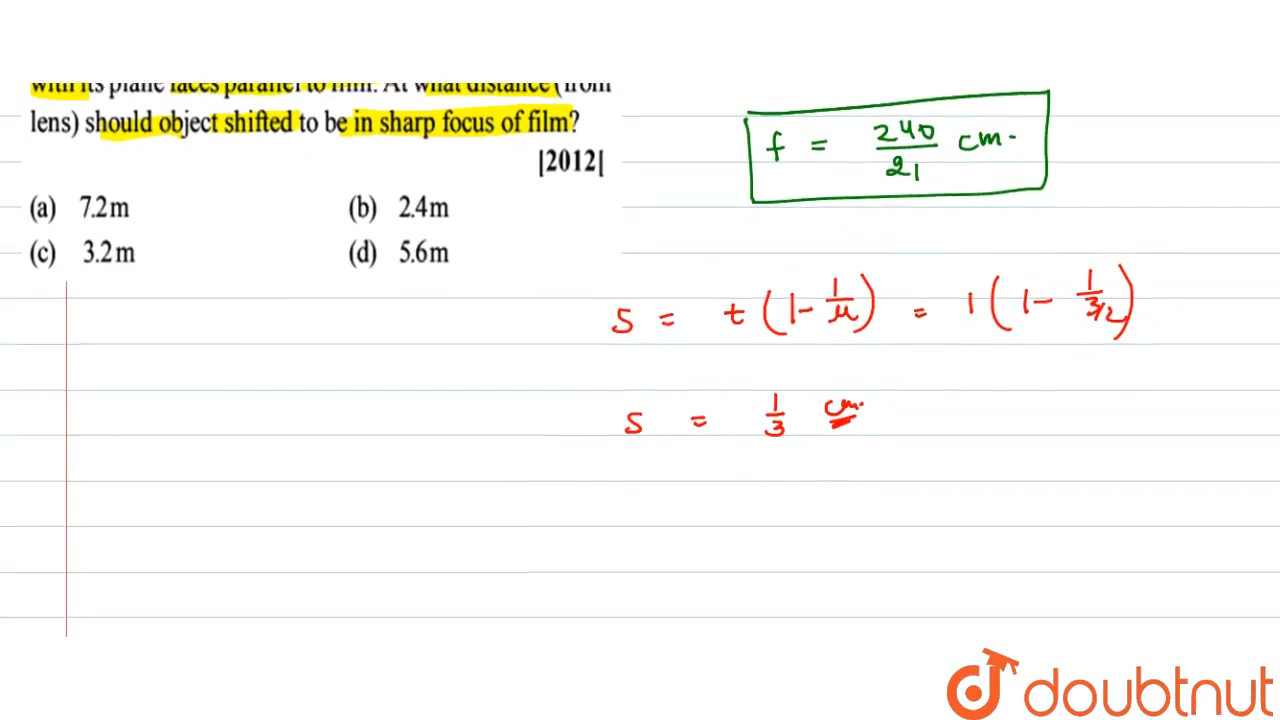 with its plane faces parallel to film. At what distance (from
lens) should object shifted to be in sharp focus of film?
|2012|
(a) 7.2m (b) 2.4m
(c) 3.2m (d) 5.6m
f = 240/21 cm.
S = t(1-1/μ) = 1(1-1/3/2)
S = 1/3 cm.
doubtnut